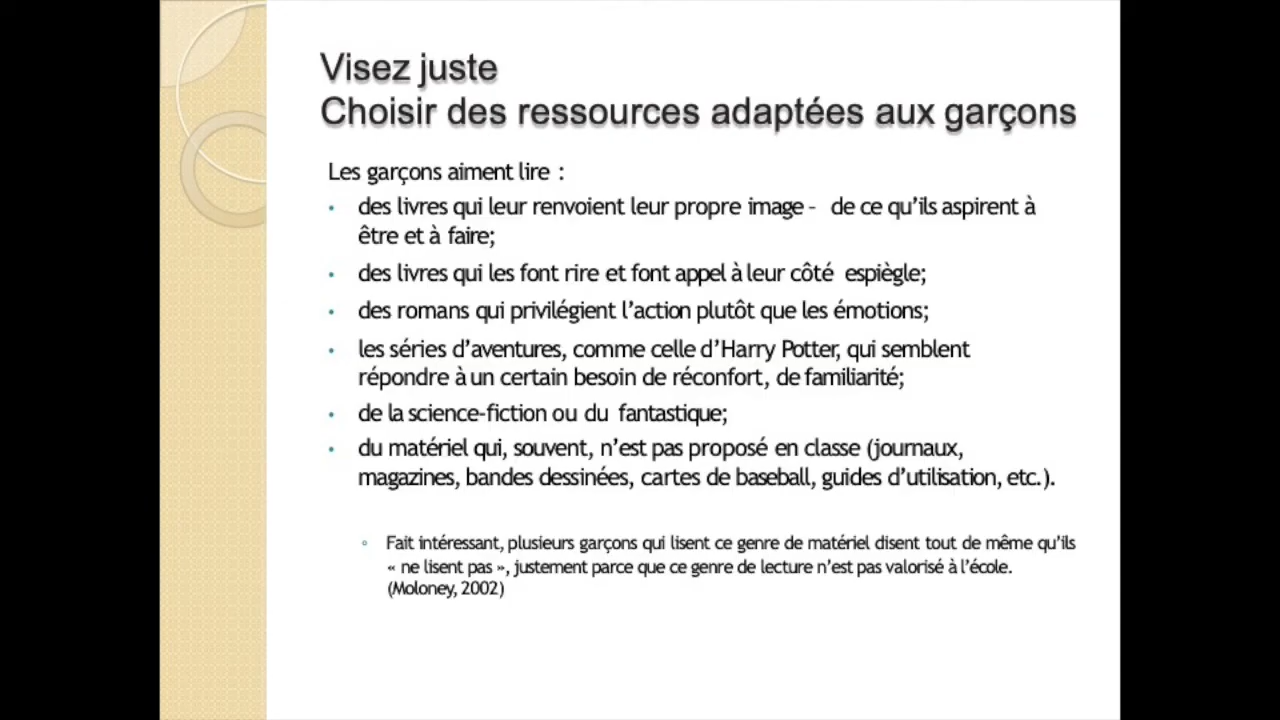 Visez juste
Choisir des ressources adaptées aux garçons
Les garçons aiment lire :
• des livres qui leur renvoient leur propre image – de ce qu’ils aspirent à
être et à faire;
• des livres qui les font rire et font appel à leur côté espiègle;
• des romans qui privilégient l’action plutôt que les émotions;
• les séries d’aventures, comme celle d’Harry Potter, qui semblent
répondre à un certain besoin de réconfort, de familiarité;
• de la science-fiction ou du fantastique;
• du matériel qui, souvent, n’est pas proposé en classe (journaux,
magazines, bandes dessinées, cartes de baseball, guides d’utilisation, etc.).
◦ Fait intéressant, plusieurs garçons qui lisent ce genre de matériel disent tout de même qu’ils
« ne lisent pas », justement parce que ce genre de lecture n’est pas valorisé à l’école.
(Moloney, 2002)